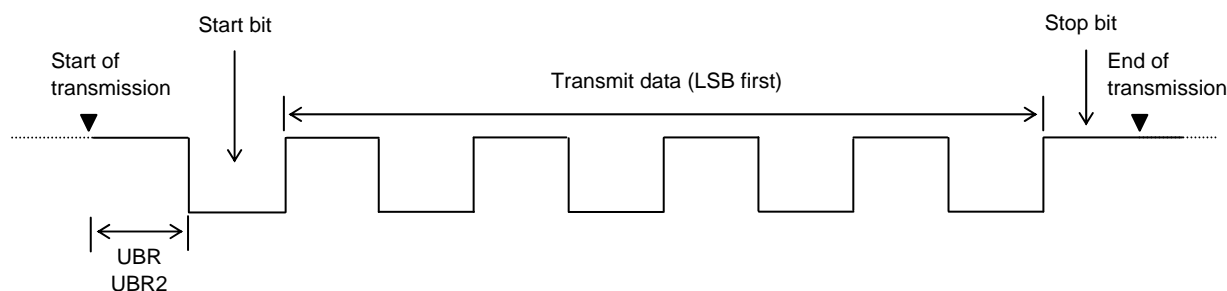 Start bit
Stop bit
Start of
transmission
Transmit data (LSB first)
End of
transmission
UBR
UBR2